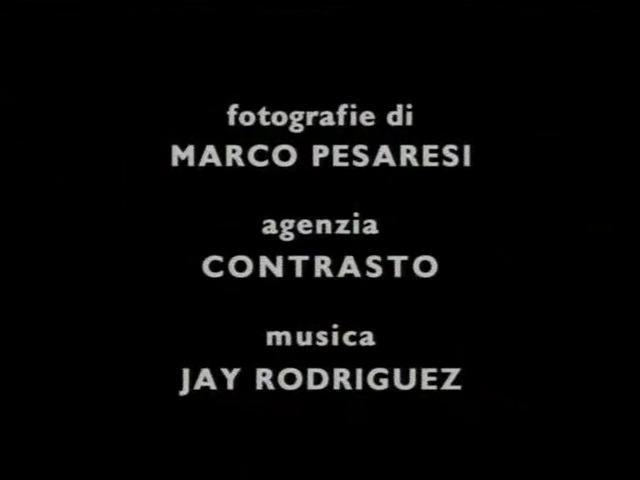 fotografie di
MARCO PESARESI
agenzia
CONTRASTO
musica
JAY RODRIGUEZ